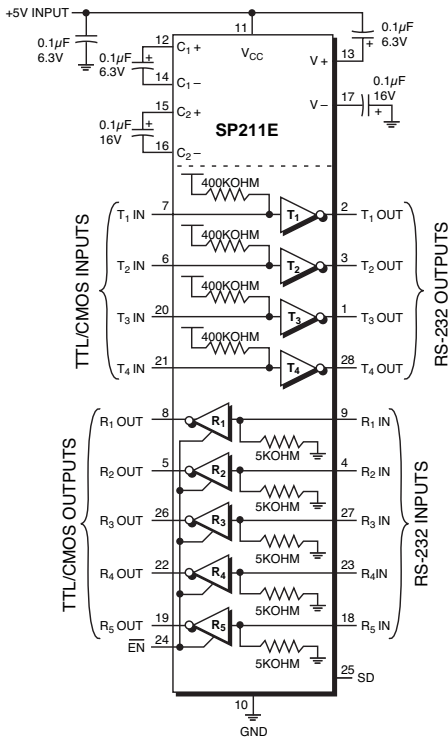 +5V INPUT
11
VCC
0.1µF
6.3V
12
C1+
0.1µF
6.3V
14
C1−
15
C2+
0.1µF
16V
16
C2−
0.1µF
6.3V
13
V+
0.1µF
16V
17
V−
SP211E
TTL/CMOS INPUTS
RS-232 OUTPUTS
400KOHM
T1 IN 7 T1 2 T1 OUT
400KOHM
T2 IN 6 T2 3 T2 OUT
400KOHM
T3 IN 20 T3 1 T3 OUT
400KOHM
T4 IN 21 T4 28 T4 OUT
TTL/CMOS OUTPUTS
RS-232 INPUTS
R1 OUT 8 R1 9 R1 IN
5KOHM
R2 OUT 5 R2 4 R2 IN
5KOHM
R3 OUT 26 R3 27 R3 IN
5KOHM
R4 OUT 22 R4 23 R4IN
5KOHM
R5 OUT 19 R5 18 R5 IN
5KOHM
EN 24
25 SD
10
GND